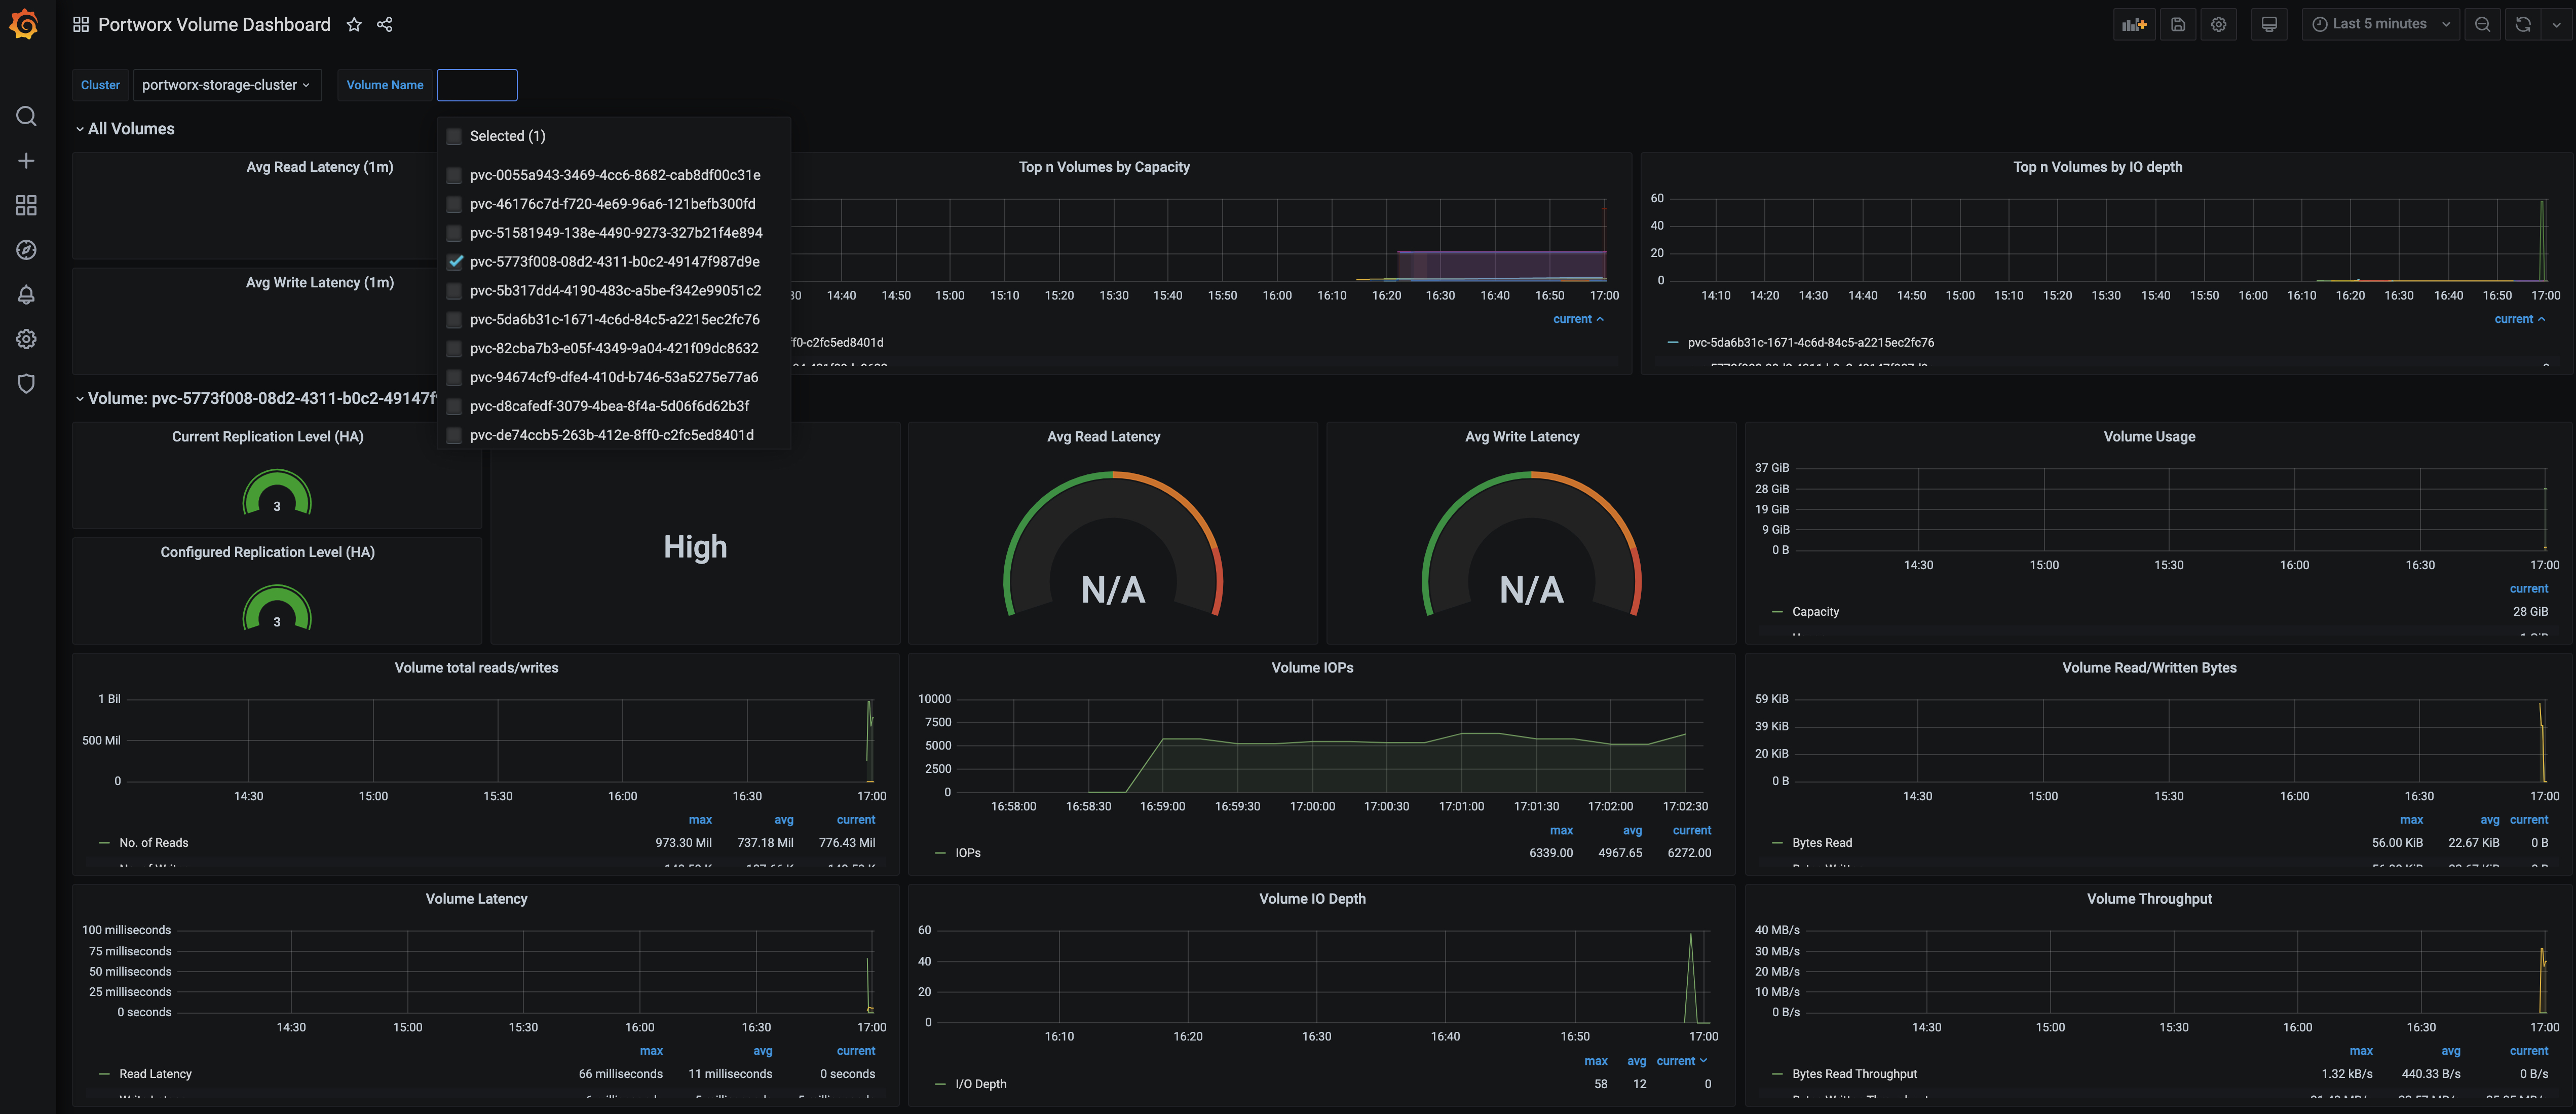 Portworx Volume Dashboard
Last 5 minutes
Cluster
portworx-storage-cluster
Volume Name
All Volumes
Selected (1)
pvc-0055a943-3469-4cc6-8682-cab8df00c31e
pvc-46176c7d-f720-4e69-96a6-121befb300fd
pvc-51581949-138e-4490-9273-327b21f4e894
pvc-5773f008-08d2-4311-b0c2-49147f987d9e
pvc-5b317dd4-4190-483c-a5be-f342e99051c2
pvc-5da6b31c-1671-4c6d-84c5-a2215ec2fc76
pvc-82cba7b3-e05f-4349-9a04-421f09dc8632
pvc-94674cf9-dfe4-410d-b746-53a5275e77a6
pvc-d8cafedf-3079-4bea-8f4a-5d06f6d62b3f
pvc-de74ccb5-263b-412e-8ff0-c2fc5ed8401d
Avg Read Latency (1m)
Avg Write Latency (1m)
Top n Volumes by Capacity
30 14:40 14:50 15:00 15:10 15:20 15:30 15:40 15:50 16:00 16:10 16:20 16:30 16:40 16:50 17:00
current
ff0-c2fc5ed8401d
Top n Volumes by IO depth
60
40
20
0
14:10 14:20 14:30 14:40 14:50 15:00 15:10 15:20 15:30 15:40 15:50 16:00 16:10 16:20 16:30 16:40 16:50 17:00
current
pvc-5da6b31c-1671-4c6d-84c5-a2215ec2fc76
Volume: pvc-5773f008-08d2-4311-b0c2-49147f
Current Replication Level (HA)
3
Configured Replication Level (HA)
3
High
Avg Read Latency
N/A
Avg Write Latency
N/A
Volume Usage
37 GiB
28 GiB
19 GiB
9 GiB
0 B
14:30 15:00 15:30 16:00 16:30 17:00
current
Capacity 28 GiB
Volume total reads/writes
1 Bil
500 Mil
0
14:30 15:00 15:30 16:00 16:30 17:00
max avg current
No. of Reads 973.30 Mil 737.18 Mil 776.43 Mil
Volume IOPs
10000
7500
5000
2500
0
16:58:00 16:58:30 16:59:00 16:59:30 17:00:00 17:00:30 17:01:00 17:01:30 17:02:00 17:02:30
max avg current
IOPs 6339.00 4967.65 6272.00
Volume Read/Written Bytes
59 KiB
39 KiB
20 KiB
0 B
14:30 15:00 15:30 16:00 16:30 17:00
max avg current
Bytes Read 56.00 KiB 22.67 KiB 0 B
Volume Latency
100 milliseconds
75 milliseconds
50 milliseconds
25 milliseconds
0 seconds
14:30 15:00 15:30 16:00 16:30 17:00
max avg current
Read Latency 66 milliseconds 11 milliseconds 0 seconds
Volume IO Depth
60
40
20
0
16:10 16:20 16:30 16:40 16:50 17:00
max avg current
I/O Depth 58 12 0
Volume Throughput
40 MB/s
30 MB/s
20 MB/s
10 MB/s
0 B/s
14:30 15:00 15:30 16:00 16:30 17:00
max avg current
Bytes Read Throughput 1.32 kB/s 440.33 B/s 0 B/s